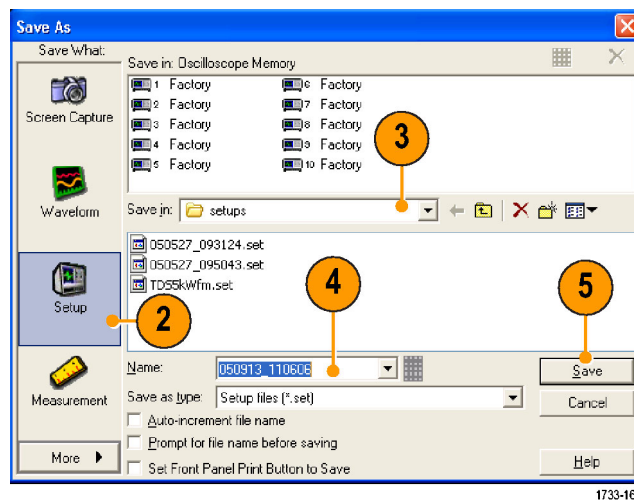 Save As
Save What:
Save in: Oscilloscope Memory
1 Factory
2 Factory
3 Factory
4 Factory
5 Factory
6 Factory
7 Factory
8 Factory
9 Factory
10 Factory
Screen Capture
Waveform
Setup
Measurement
More
3
Save in: setups
050527_093124.set
050527_095043.set
TDS5kWfm.set
2
4
5
Name: 050913_110606
Save as type: Setup files (*.set)
Auto-increment file name
Prompt for file name before saving
Set Front Panel Print Button to Save
Save
Cancel
Help
1733-16